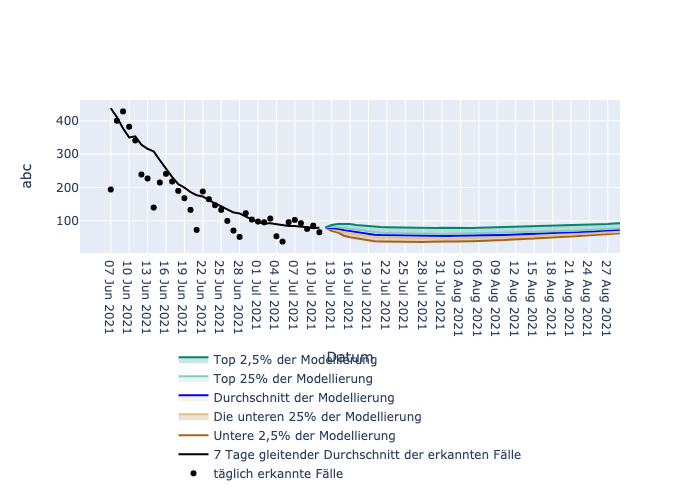 400
300
200
100
abc
07 Jun 2021
10 Jun 2021
13 Jun 2021
16 Jun 2021
19 Jun 2021
22 Jun 2021
25 Jun 2021
28 Jun 2021
01 Jul 2021
04 Jul 2021
07 Jul 2021
10 Jul 2021
13 Jul 2021
16 Jul 2021
19 Jul 2021
22 Jul 2021
25 Jul 2021
28 Jul 2021
31 Jul 2021
03 Aug 2021
06 Aug 2021
09 Aug 2021
12 Aug 2021
15 Aug 2021
18 Aug 2021
21 Aug 2021
24 Aug 2021
27 Aug 2021
Datum
Top 2,5% der Modellierung
Top 25% der Modellierung
Durchschnitt der Modellierung
Die unteren 25% der Modellierung
Untere 2,5% der Modellierung
7 Tage gleitender Durchschnitt der erkannten Fälle
täglich erkannte Fälle